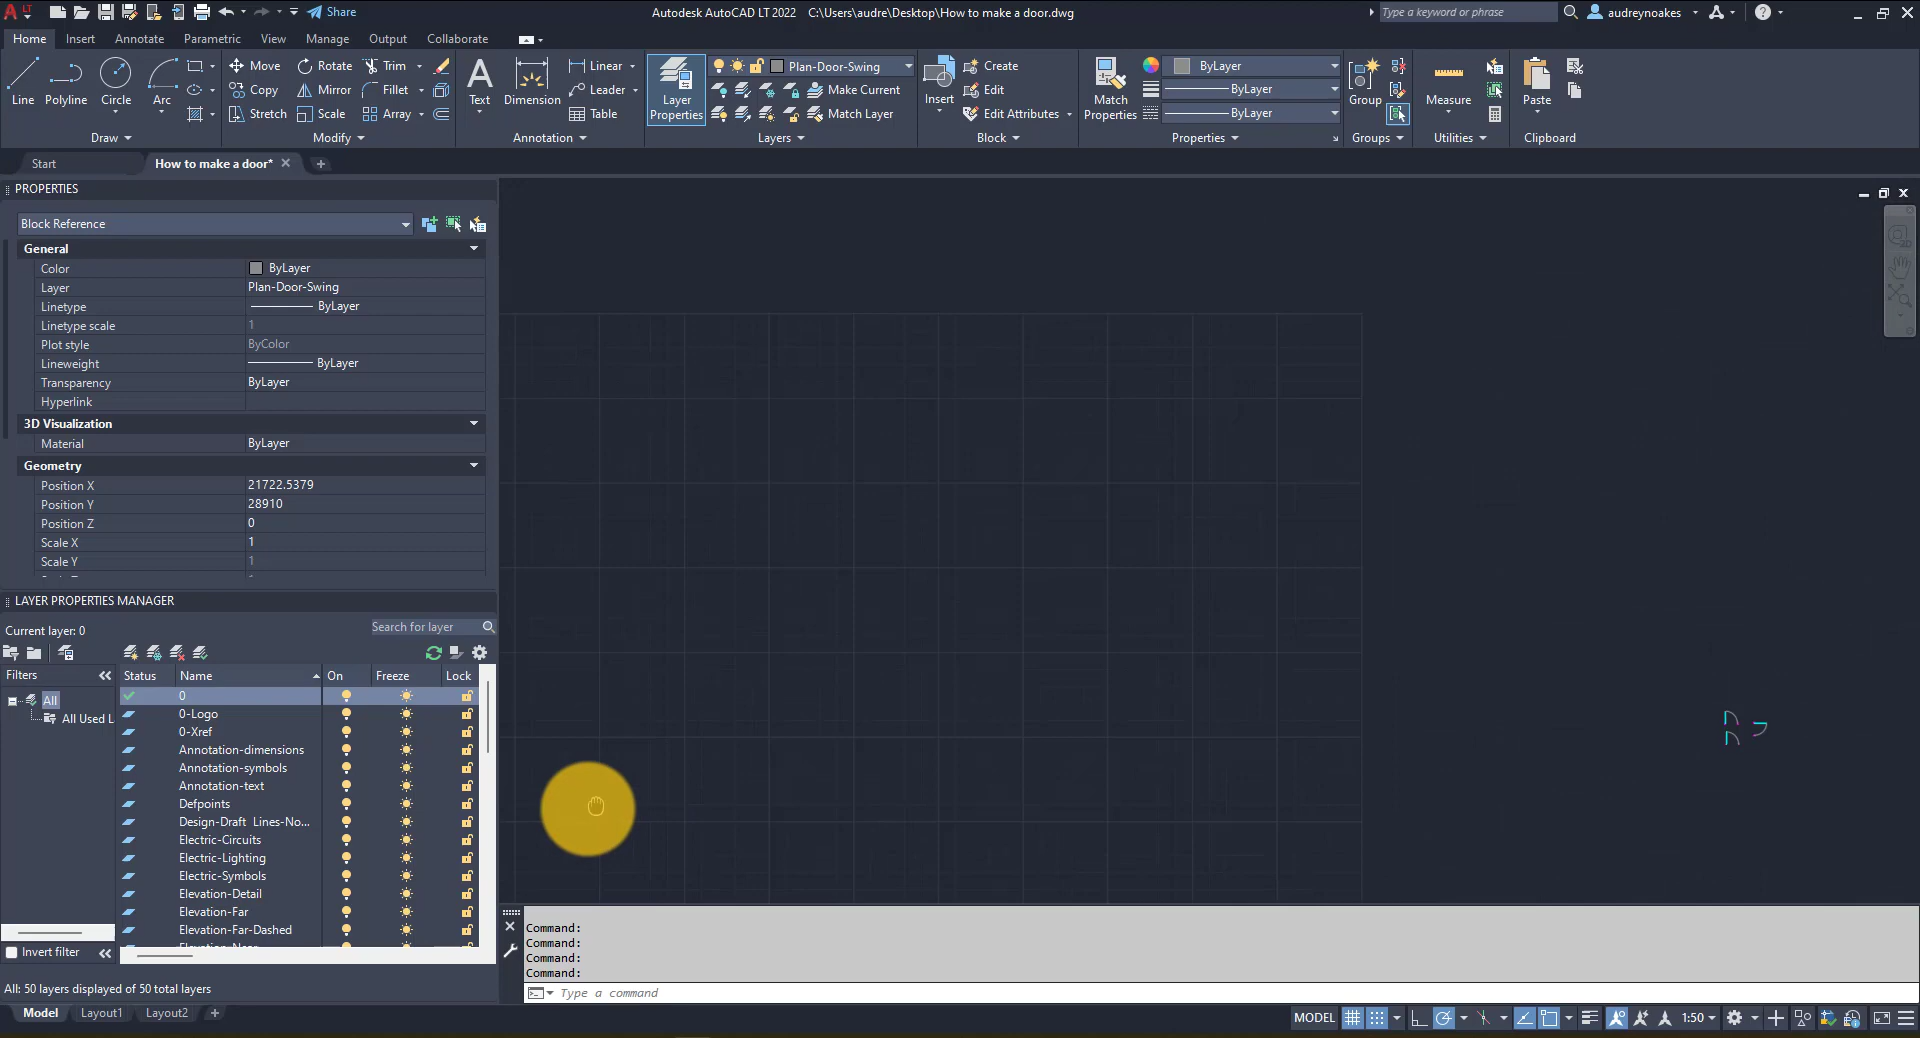 LT
Share
Autodesk AutoCAD LT 2022 C:\Users\audre\Desktop\How to make a door.dwg
Type a keyword or phrase
audreynoakes
Home Insert Annotate Parametric View Manage Output Collaborate
Line Polyline Circle Arc
Move Rotate Trim
Copy Mirror Fillet
Stretch Scale Array
Text Dimension
Linear
Leader
Table
Layer Properties
Plan-Door-Swing
Make Current
Match Layer
Insert
Create
Edit
Edit Attributes
Match Properties
ByLayer
ByLayer
ByLayer
Group
Measure
Paste
Draw Modify Annotation Layers Block Properties Groups Utilities Clipboard
Start How to make a door*
PROPERTIES
Block Reference
General
Color ByLayer
Layer Plan-Door-Swing
Linetype ByLayer
Linetype scale 1
Plot style ByColor
Lineweight ByLayer
Transparency ByLayer
Hyperlink
3D Visualization
Material ByLayer
Geometry
Position X 21722.5379
Position Y 28910
Position Z 0
Scale X 1
Scale Y 1
LAYER PROPERTIES MANAGER
Current layer: 0
Search for layer
Filters
All
All Used L
Status Name On Freeze Lock
0
0-Logo
0-Xref
Annotation-dimensions
Annotation-symbols
Annotation-text
Defpoints
Design-Draft Lines-No...
Electric-Circuits
Electric-Lighting
Electric-Symbols
Elevation-Detail
Elevation-Far
Elevation-Far-Dashed
Invert filter
All: 50 layers displayed of 50 total layers
Command:
Command:
Command:
Command:
Type a command
Model Layout1 Layout2
MODEL
1:50